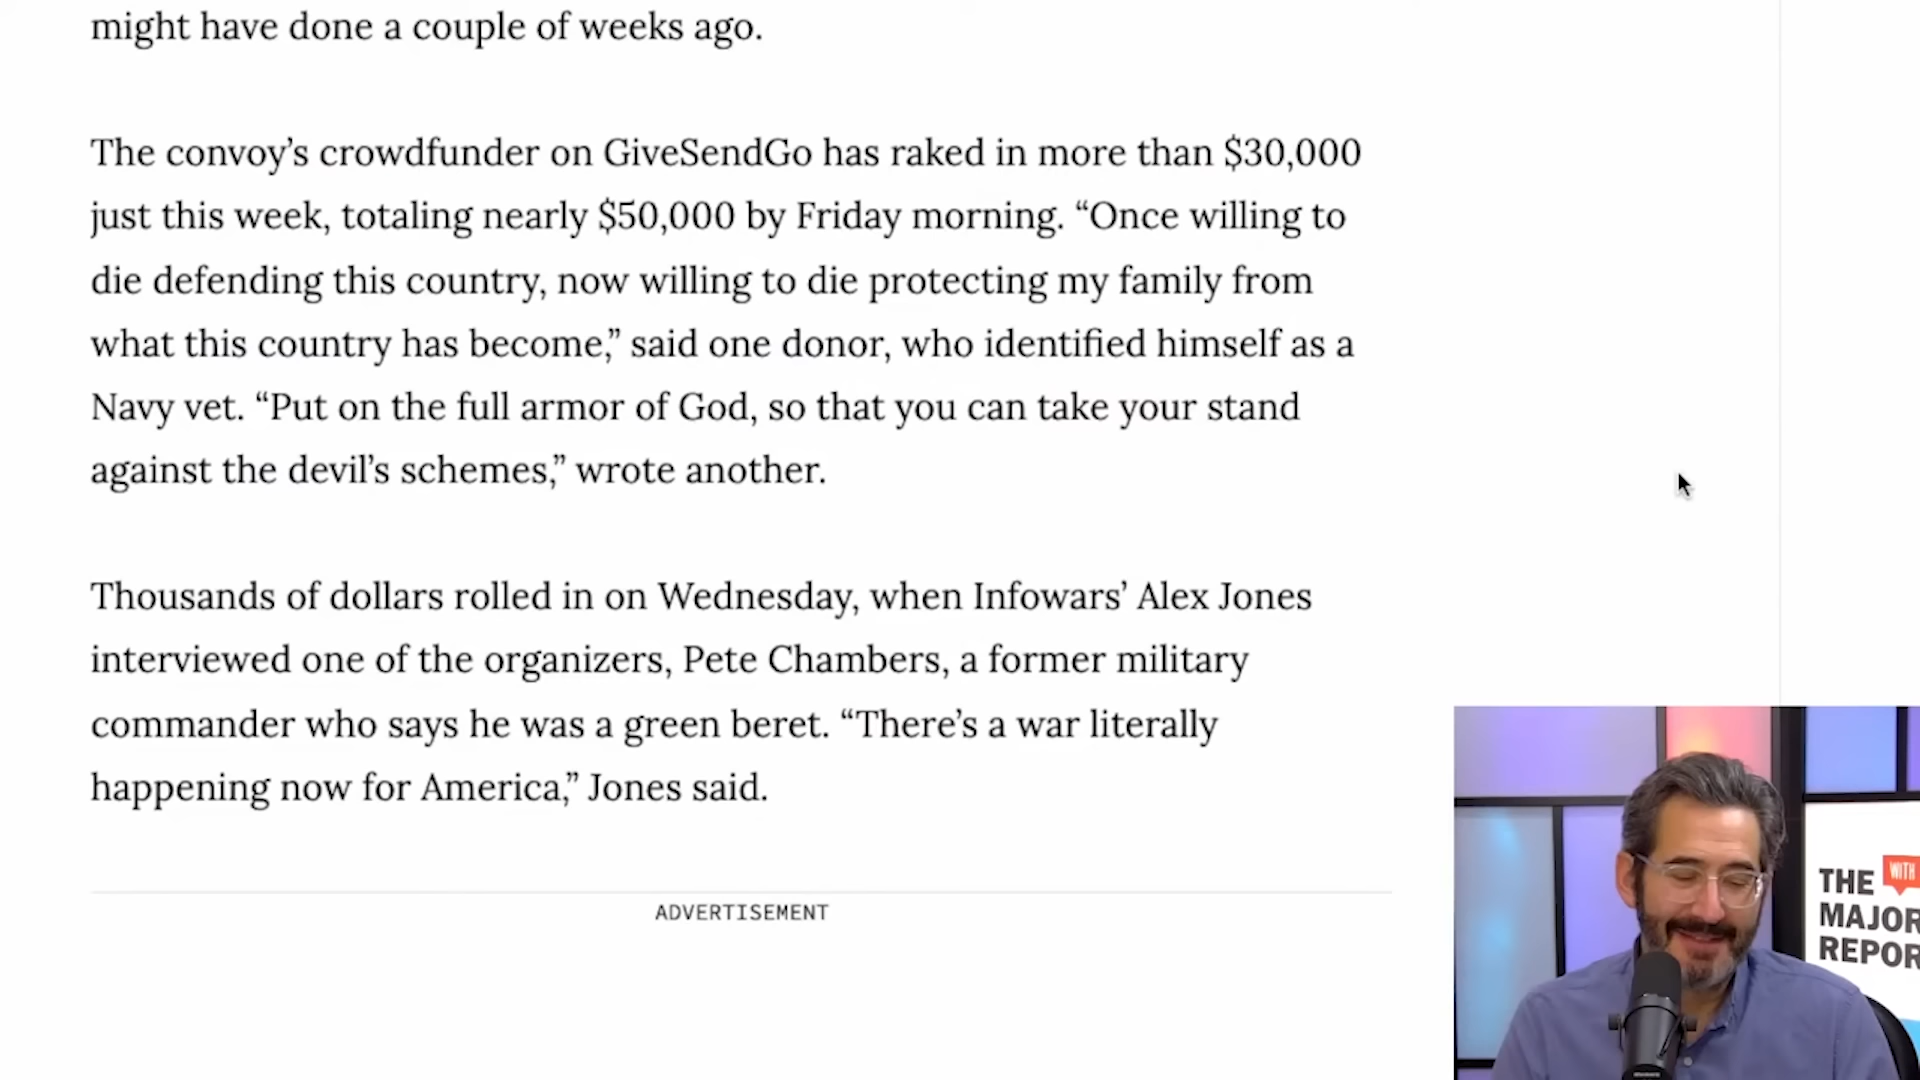 might have done a couple of weeks ago.
The convoy’s crowdfunder on GiveSendGo has raked in more than $30,000
just this week, totaling nearly $50,000 by Friday morning. “Once willing to
die defending this country, now willing to die protecting my family from
what this country has become,” said one donor, who identified himself as a
Navy vet. “Put on the full armor of God, so that you can take your stand
against the devil’s schemes,” wrote another.
Thousands of dollars rolled in on Wednesday, when Infowars’ Alex Jones
interviewed one of the organizers, Pete Chambers, a former military
commander who says he was a green beret. “There’s a war literally
happening now for America,” Jones said.
ADVERTISEMENT
THE WITH
MAJOR
REPOR